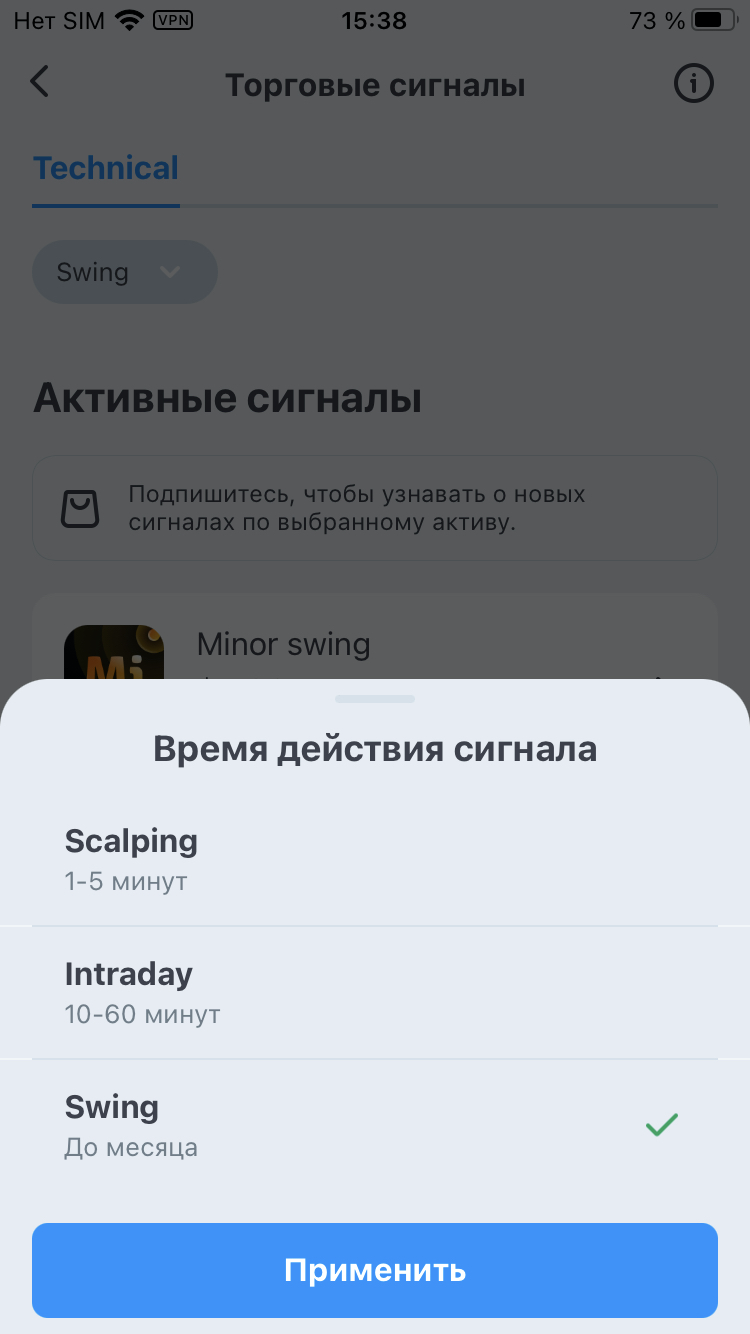 Нет SIM VPN 15:38 73 %
Торговые сигналы
Technical
Swing
Активные сигналы
Подпишитесь, чтобы узнавать о новых
сигналах по выбранному активу.
Minor swing
Mi
Время действия сигнала
Scalping
1-5 минут
Intraday
10-60 минут
Swing
До месяца
Применить